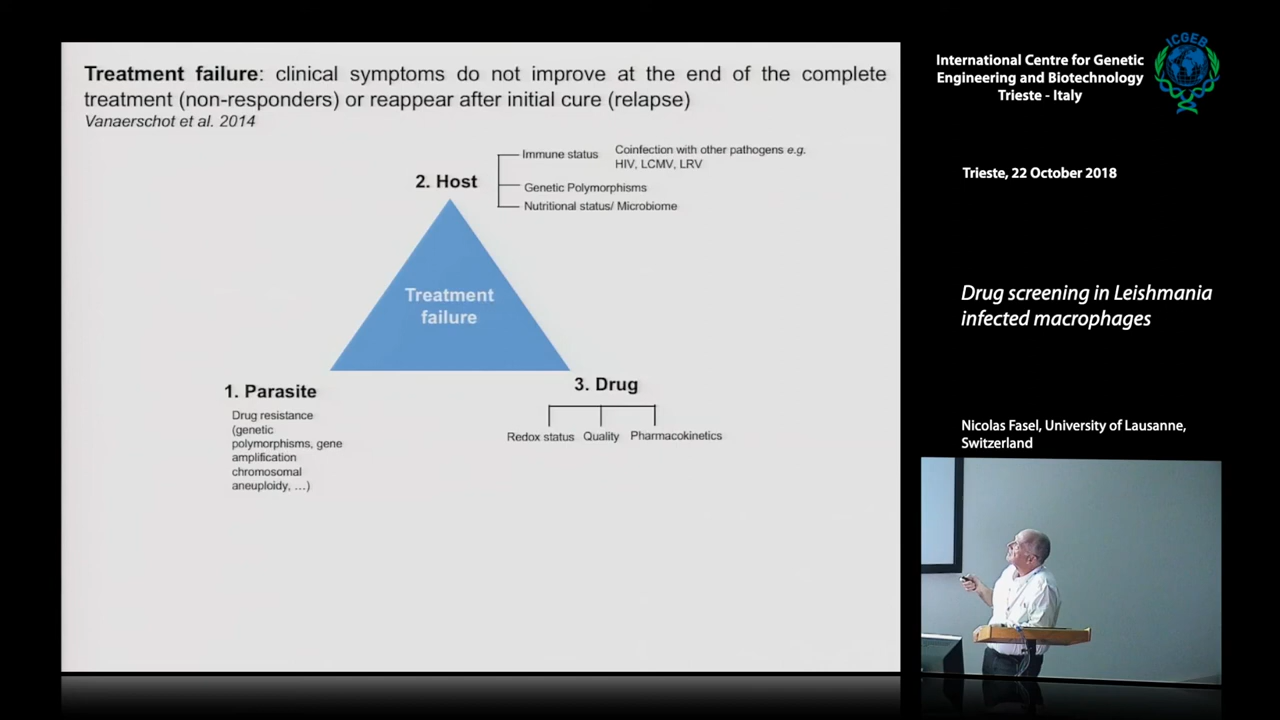 Treatment failure: clinical symptoms do not improve at the end of the complete
treatment (non-responders) or reappear after initial cure (relapse)
Vanaerschot et al. 2014
2. Host
Immune status
Coinfection with other pathogens e.g.
HIV, LCMV, LRV
Genetic Polymorphisms
Nutritional status/ Microbiome
Treatment
failure
1. Parasite
Drug resistance
(genetic
polymorphisms, gene
amplification
chromosomal
aneuploidy, ...)
3. Drug
Redox status
Quality
Pharmacokinetics
International Centre for Genetic
Engineering and Biotechnology
Trieste - Italy
ICGEB
Trieste, 22 October 2018
Drug screening in Leishmania
infected macrophages
Nicolas Fasel, University of Lausanne,
Switzerland